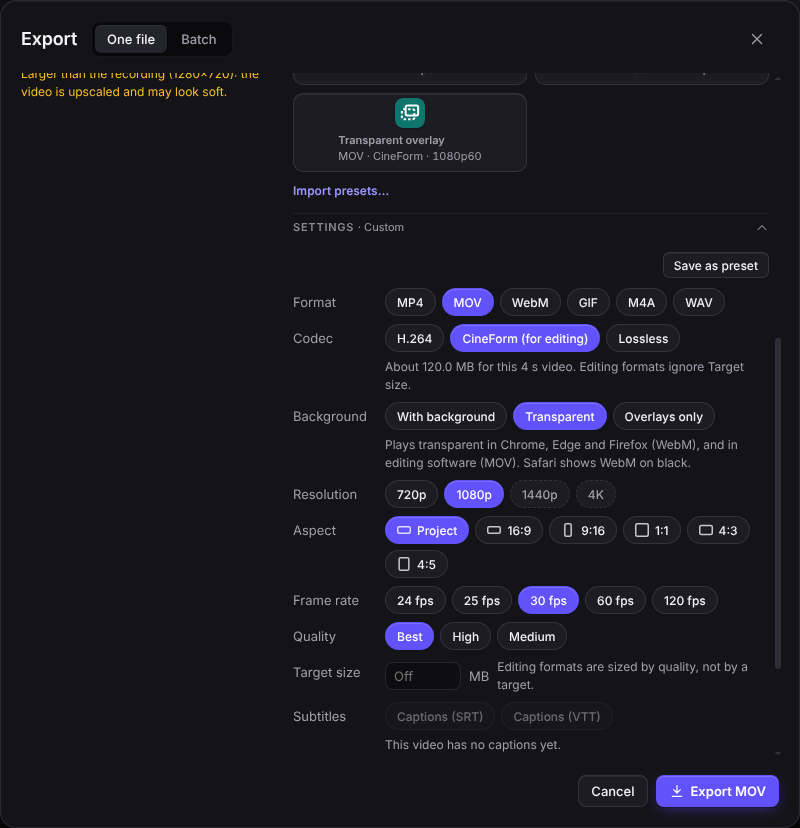 Export
One file
Batch
Larger than the recording (1280×720): the
video is upscaled and may look soft.
Transparent overlay
MOV · CineForm · 1080p60
Import presets…
SETTINGS · Custom
Save as preset
Format
MP4
MOV
WebM
GIF
M4A
WAV
Codec
H.264
CineForm (for editing)
Lossless
About 120.0 MB for this 4 s video. Editing formats ignore Target
size.
Background
With background
Transparent
Overlays only
Plays transparent in Chrome, Edge and Firefox (WebM), and in
editing software (MOV). Safari shows WebM on black.
Resolution
720p
1080p
1440p
4K
Aspect
Project
16:9
9:16
1:1
4:3
4:5
Frame rate
24 fps
25 fps
30 fps
60 fps
120 fps
Quality
Best
High
Medium
Target size
Off
MB
Editing formats are sized by quality, not by a
target.
Subtitles
Captions (SRT)
Captions (VTT)
This video has no captions yet.
Cancel
Export MOV